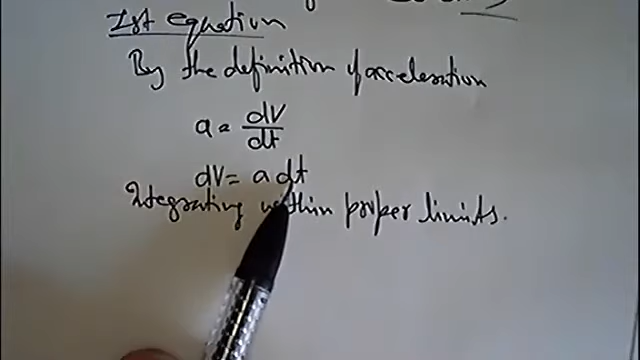 1st equation
By the definition of acceleration
a = dV/dt
dV = a dt
Integrating within proper limits.